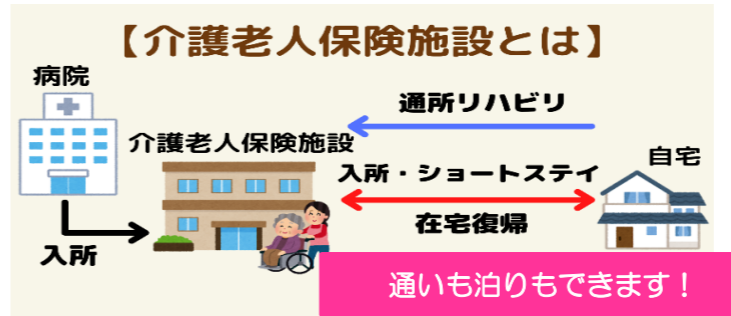 【介護老人保険施設とは】
病院
通所リハビリ
介護老人保険施設
自宅
入所・ショートステイ
在宅復帰
入所
通いも泊りもできます！